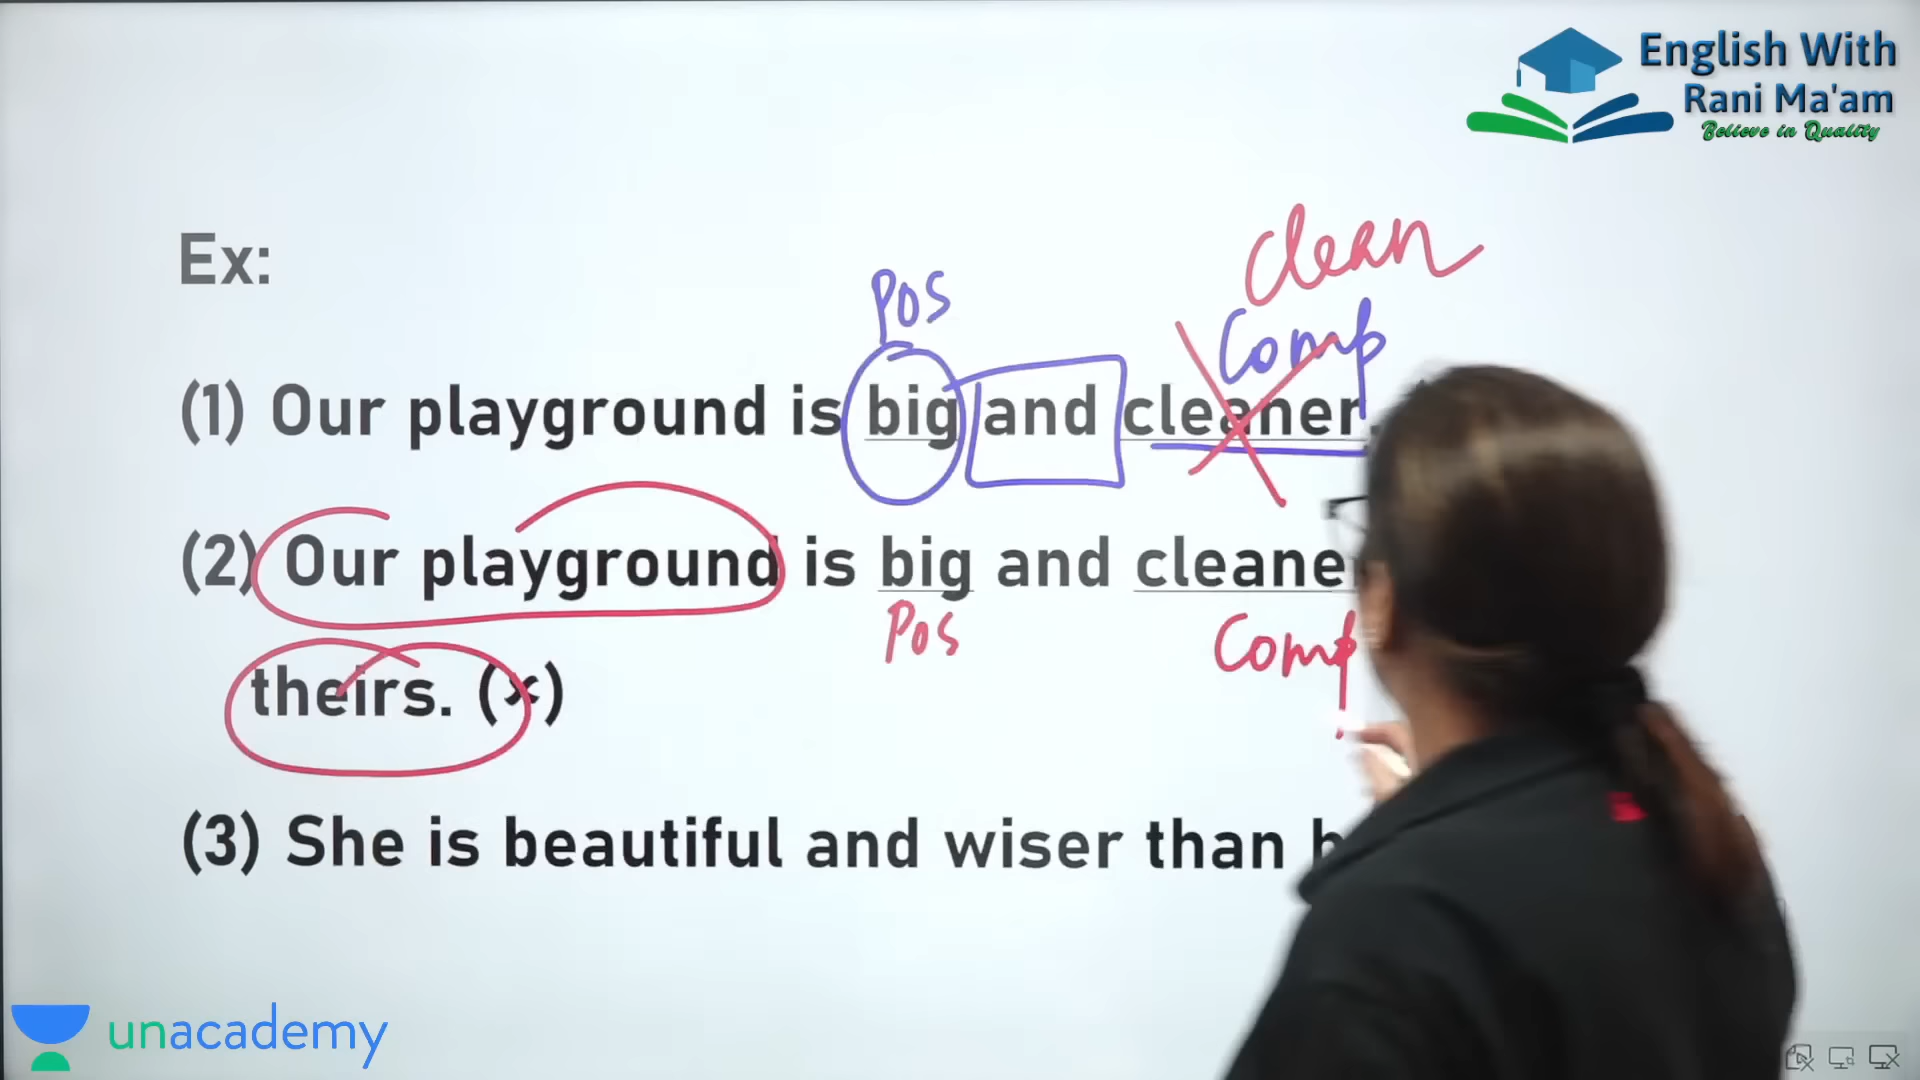 English With
Rani Ma'am
Believe in Quality
Ex:
clean
Pos
Comp
(1) Our playground is big and cleaner.
(2) Our playground is big and cleane
Pos
Comp
theirs. (×)
(3) She is beautiful and wiser than
unacademy